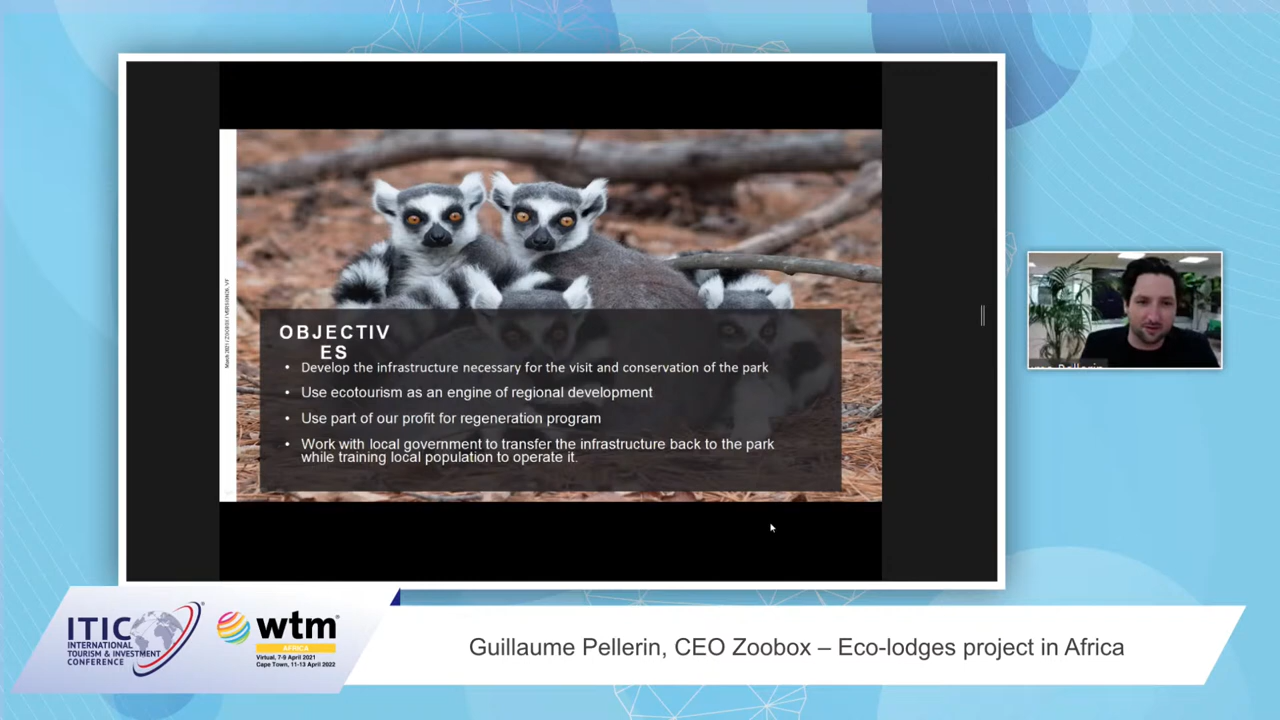 OBJECTIV
ES
• Develop the infrastructure necessary for the visit and conservation of the park
• Use ecotourism as an engine of regional development
• Use part of our profit for regeneration program
• Work with local government to transfer the infrastructure back to the park
while training local population to operate it.
ITIC
INTERNATIONAL
TOURISM & INVESTMENT
CONFERENCE
wtm
AFRICA
Virtual, 7-9 April 2021
Cape Town, 11-13 April 2022
Guillaume Pellerin, CEO Zoobox – Eco-lodges project in Africa